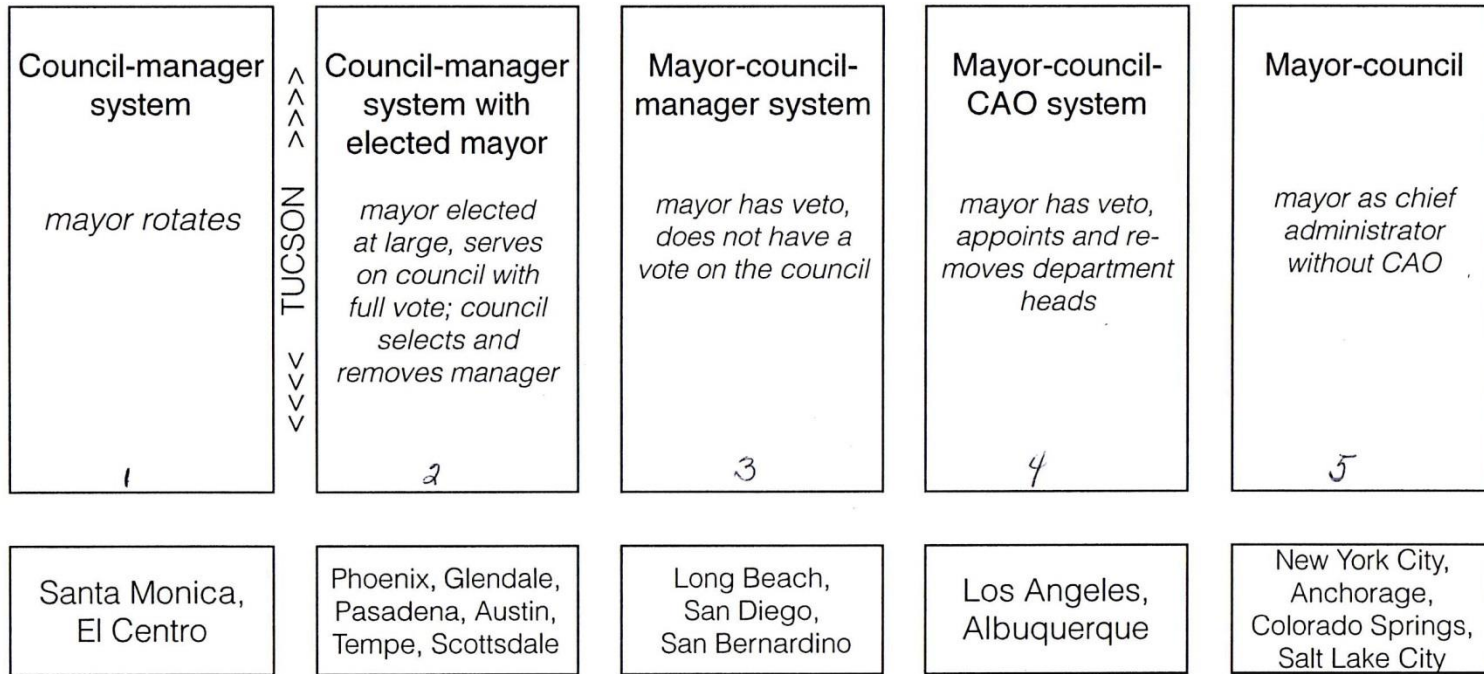 Council-manager
system
mayor rotates
1
<<<< TUCSON >>>>
Council-manager
system with
elected mayor
mayor elected
at large, serves
on council with
full vote; council
selects and
removes manager
2
Mayor-council-
manager system
mayor has veto,
does not have a
vote on the council
3
Mayor-council-
CAO system
mayor has veto,
appoints and re-
moves department
heads
4
Mayor-council
mayor as chief
administrator
without CAO
5
Santa Monica,
El Centro
Phoenix, Glendale,
Pasadena, Austin,
Tempe, Scottsdale
Long Beach,
San Diego,
San Bernardino
Los Angeles,
Albuquerque
New York City,
Anchorage,
Colorado Springs,
Salt Lake City